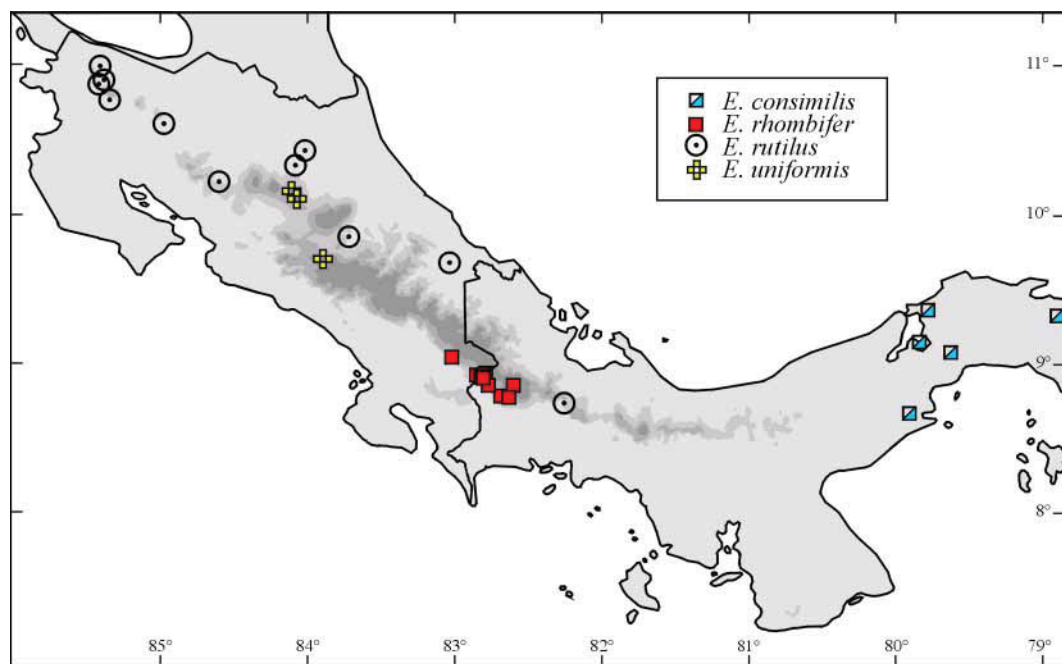 11°
E. consimilis
E. rhombifer
E. rutilus
E. uniformis
10°
9°
8°
85° 84° 83° 82° 81° 80° 79°